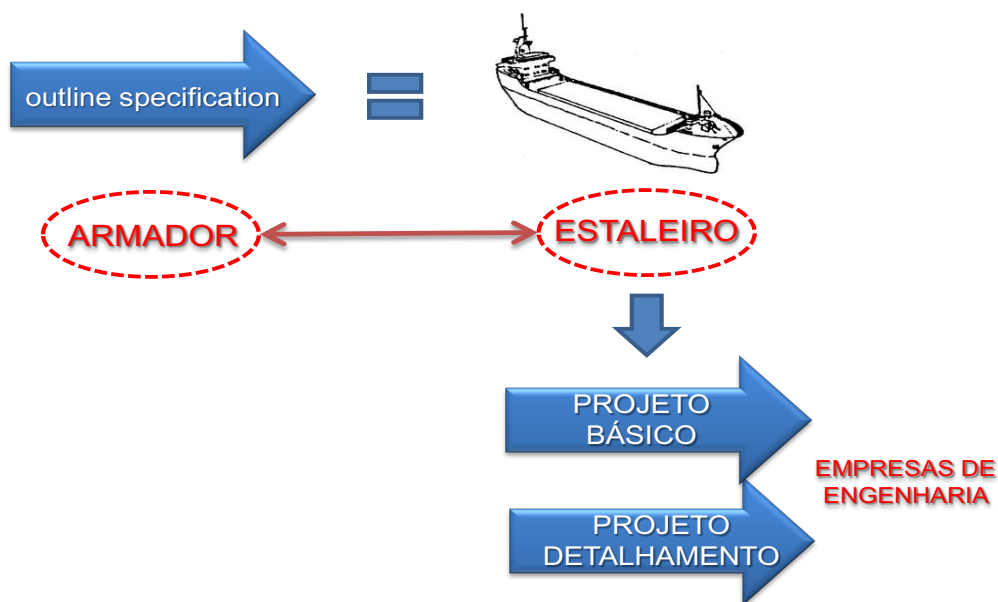 outline specification
ARMADOR
ESTALEIRO
PROJETO
BÁSICO
EMPRESAS DE
ENGENHARIA
PROJETO
DETALHAMENTO